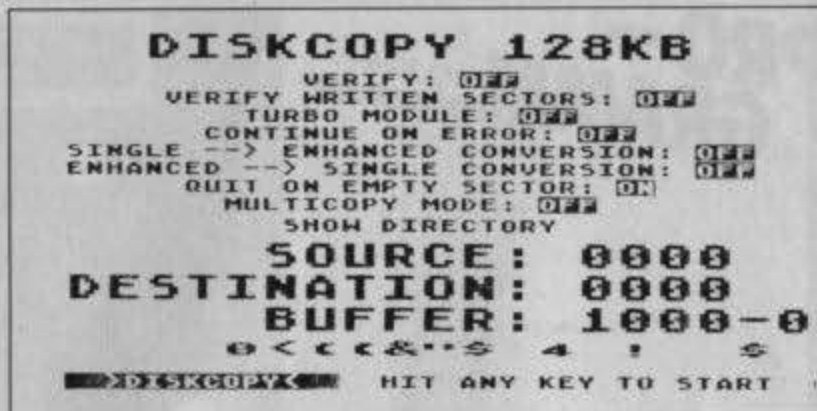 DISKCOPY 128KB
VERIFY: OFF
VERIFY WRITTEN SECTORS: OFF
TURBO MODULE: OFF
CONTINUE ON ERROR: OFF
SINGLE --> ENHANCED CONVERSION: OFF
ENHANCED --> SINGLE CONVERSION: OFF
QUIT ON EMPTY SECTOR: ON
MULTICOPY MODE: OFF
SHOW DIRECTORY
SOURCE: 0000
DESTINATION: 0000
BUFFER: 1000-0
>DISKCOPY< HIT ANY KEY TO START